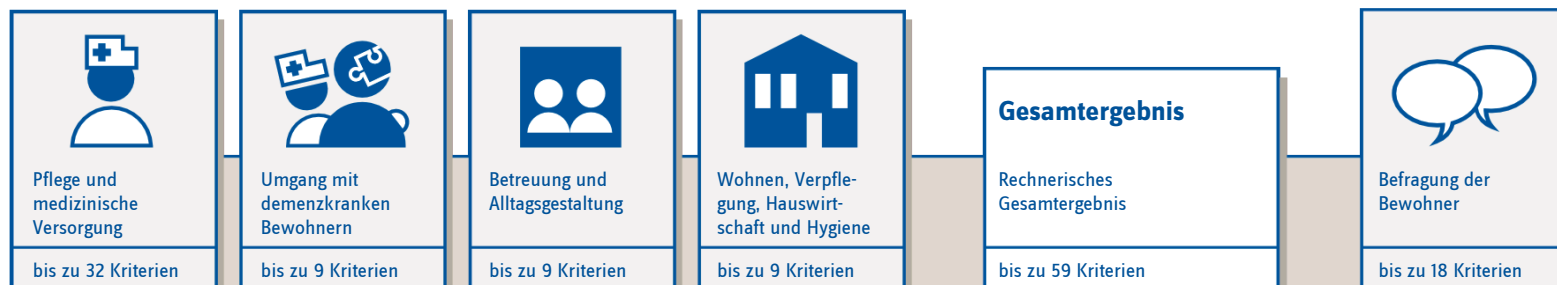 Pflege und
medizinische
Versorgung
bis zu 32 Kriterien
Umgang mit
demenzkranken
Bewohnern
bis zu 9 Kriterien
Betreuung und
Alltagsgestaltung
bis zu 9 Kriterien
Wohnen, Verpfle-
gung, Hauswirt-
schaft und Hygiene
bis zu 9 Kriterien
Gesamtergebnis
Rechnerisches
Gesamtergebnis
bis zu 59 Kriterien
Befragung der
Bewohner
bis zu 18 Kriterien